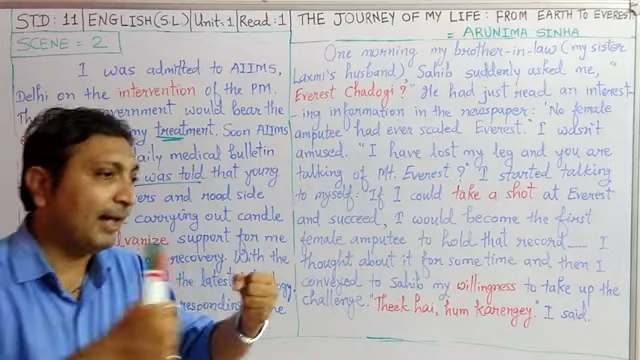 STD: 11 ENGLISH (S.L.) Unit: 1 Read: 1
THE JOURNEY OF MY LIFE: FROM EARTH TO EVEREST
= ARUNIMA SINHA
SCENE = 2
I was admitted to AIIMS,
Delhi on the intervention of the PM.
government would bear the
my treatment. Soon AIIMS
daily medical bulletin
was told that young
and road side
carrying out candle
support for me
recovery. With the
the latest
One morning my brother-in-law (my sister
Laxmi's husband), Sahib suddenly asked me, "
Everest Chadogi?" He had just read an interest-
-ing information in the newspaper: 'No female
amputee had ever scaled Everest.' I wasn't
amused. "I have lost my leg and you are
talking of Mt. Everest?" I started talking
to myself: 'If I could take a shot at Everest
and succeed, I would become the first
female amputee to hold that record...... I
thought about it for some time and then I
conveyed to Sahib my willingness to take up the
challenge. "Theek hai, hum karengey." I said.